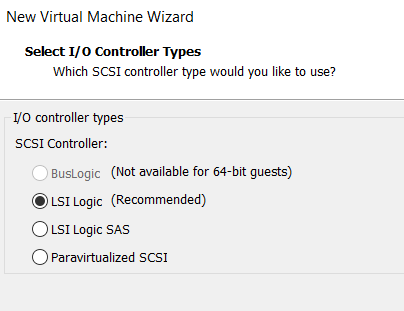 New Virtual Machine Wizard
Select I/O Controller Types
Which SCSI controller type would you like to use?
I/O controller types
SCSI Controller:
BusLogic (Not available for 64-bit guests)
LSI Logic (Recommended)
LSI Logic SAS
Paravirtualized SCSI